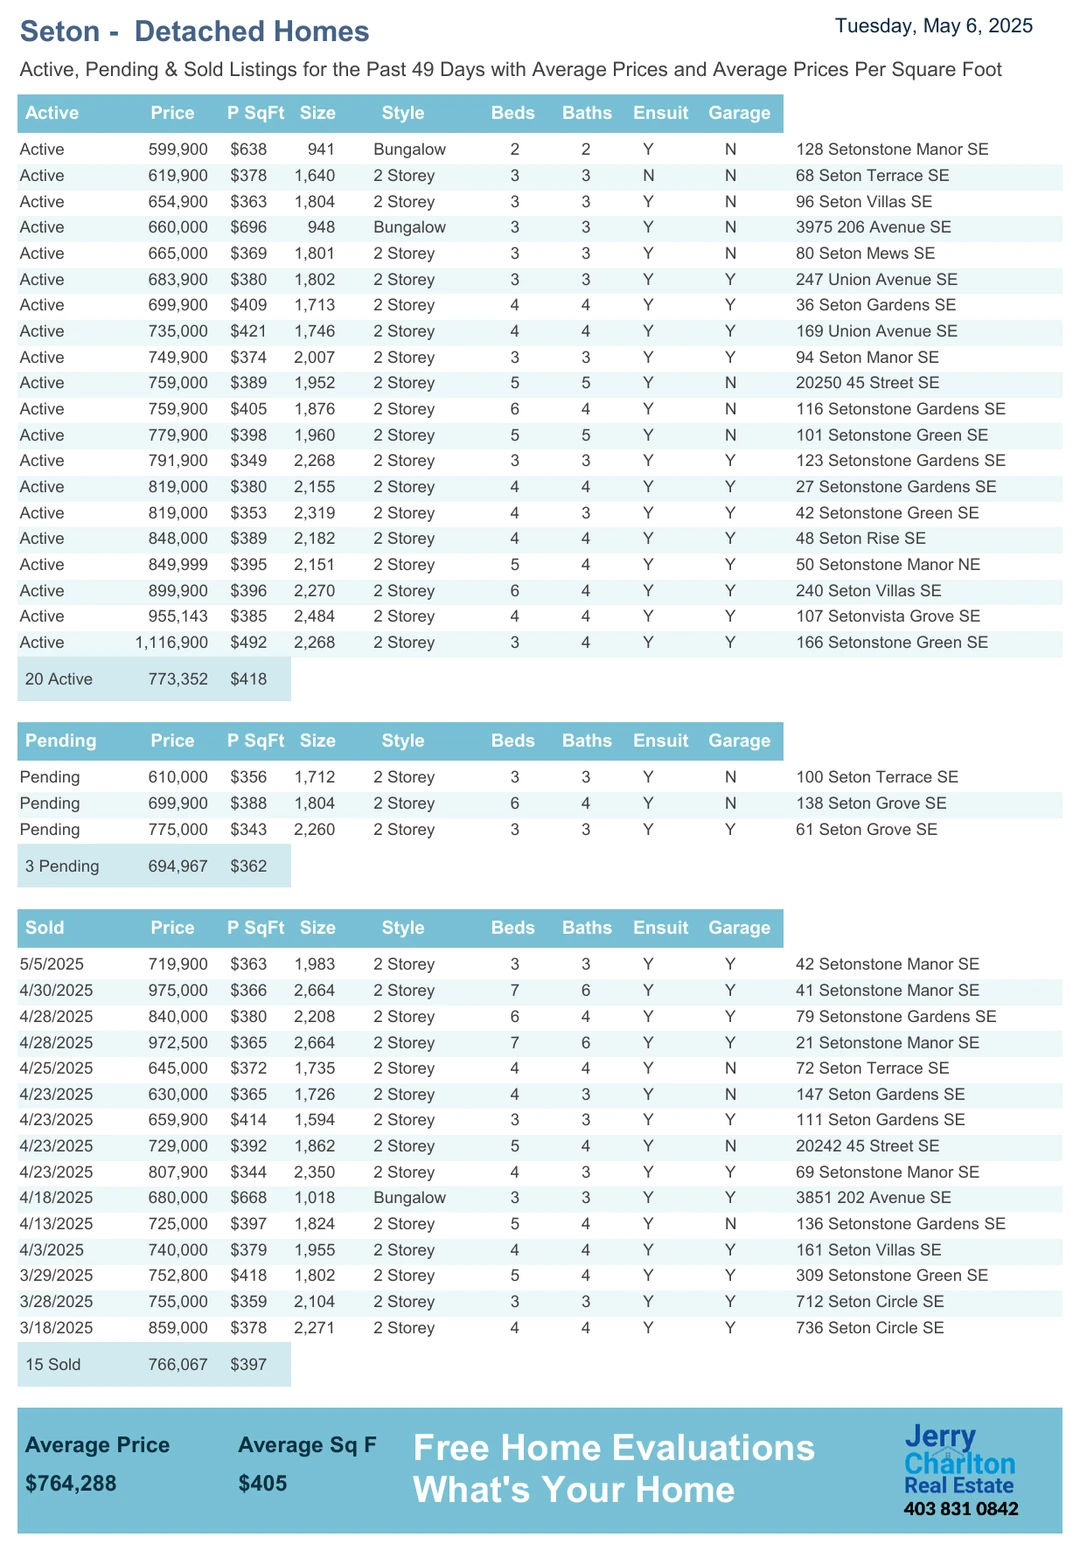 Seton -  Detached Homes
Tuesday, May 6, 2025
Active, Pending & Sold Listings for the Past 49 Days with Average Prices and Average Prices Per Square Foot
Active Price P SqFt Size Style Beds Baths Ensuit Garage
Active 599,900 $638 941 Bungalow 2 2 Y N 128 Setonstone Manor SE
Active 619,900 $378 1,640 2 Storey 3 3 N N 68 Seton Terrace SE
Active 654,900 $363 1,804 2 Storey 3 3 Y N 96 Seton Villas SE
Active 660,000 $696 948 Bungalow 3 3 Y N 3975 206 Avenue SE
Active 665,000 $369 1,801 2 Storey 3 3 Y N 80 Seton Mews SE
Active 683,900 $380 1,802 2 Storey 3 3 Y Y 247 Union Avenue SE
Active 699,900 $409 1,713 2 Storey 4 4 Y Y 36 Seton Gardens SE
Active 735,000 $421 1,746 2 Storey 4 4 Y Y 169 Union Avenue SE
Active 749,900 $374 2,007 2 Storey 3 3 Y Y 94 Seton Manor SE
Active 759,000 $389 1,952 2 Storey 5 5 Y N 20250 45 Street SE
Active 759,900 $405 1,876 2 Storey 6 4 Y N 116 Setonstone Gardens SE
Active 779,900 $398 1,960 2 Storey 5 5 Y N 101 Setonstone Green SE
Active 791,900 $349 2,268 2 Storey 3 3 Y Y 123 Setonstone Gardens SE
Active 819,000 $380 2,155 2 Storey 4 4 Y Y 27 Setonstone Gardens SE
Active 819,000 $353 2,319 2 Storey 4 3 Y Y 42 Setonstone Green SE
Active 848,000 $389 2,182 2 Storey 4 4 Y Y 48 Seton Rise SE
Active 849,999 $395 2,151 2 Storey 5 4 Y Y 50 Setonstone Manor NE
Active 899,900 $396 2,270 2 Storey 6 4 Y Y 240 Seton Villas SE
Active 955,143 $385 2,484 2 Storey 4 4 Y Y 107 Setonvista Grove SE
Active 1,116,900 $492 2,268 2 Storey 3 4 Y Y 166 Setonstone Green SE
20 Active 773,352 $418
Pending Price P SqFt Size Style Beds Baths Ensuit Garage
Pending 610,000 $356 1,712 2 Storey 3 3 Y N 100 Seton Terrace SE
Pending 699,900 $388 1,804 2 Storey 6 4 Y N 138 Seton Grove SE
Pending 775,000 $343 2,260 2 Storey 3 3 Y Y 61 Seton Grove SE
3 Pending 694,967 $362
Sold Price P SqFt Size Style Beds Baths Ensuit Garage
5/5/2025 719,900 $363 1,983 2 Storey 3 3 Y Y 42 Setonstone Manor SE
4/30/2025 975,000 $366 2,664 2 Storey 7 6 Y Y 41 Setonstone Manor SE
4/28/2025 840,000 $380 2,208 2 Storey 6 4 Y Y 79 Setonstone Gardens SE
4/28/2025 972,500 $365 2,664 2 Storey 7 6 Y Y 21 Setonstone Manor SE
4/25/2025 645,000 $372 1,735 2 Storey 4 4 Y N 72 Seton Terrace SE
4/23/2025 630,000 $365 1,726 2 Storey 4 3 Y N 147 Seton Gardens SE
4/23/2025 659,900 $414 1,594 2 Storey 3 3 Y Y 111 Seton Gardens SE
4/23/2025 729,000 $392 1,862 2 Storey 5 4 Y N 20242 45 Street SE
4/23/2025 807,900 $344 2,350 2 Storey 4 3 Y Y 69 Setonstone Manor SE
4/18/2025 680,000 $668 1,018 Bungalow 3 3 Y Y 3851 202 Avenue SE
4/13/2025 725,000 $397 1,824 2 Storey 5 4 Y N 136 Setonstone Gardens SE
4/3/2025 740,000 $379 1,955 2 Storey 4 4 Y Y 161 Seton Villas SE
3/29/2025 752,800 $418 1,802 2 Storey 5 4 Y Y 309 Setonstone Green SE
3/28/2025 755,000 $359 2,104 2 Storey 3 3 Y Y 712 Seton Circle SE
3/18/2025 859,000 $378 2,271 2 Storey 4 4 Y Y 736 Seton Circle SE
15 Sold 766,067 $397
Average Price Average Sq F
$764,288 $405
Free Home Evaluations
What's Your Home
Jerry
Charlton
Real Estate
403 831 0842